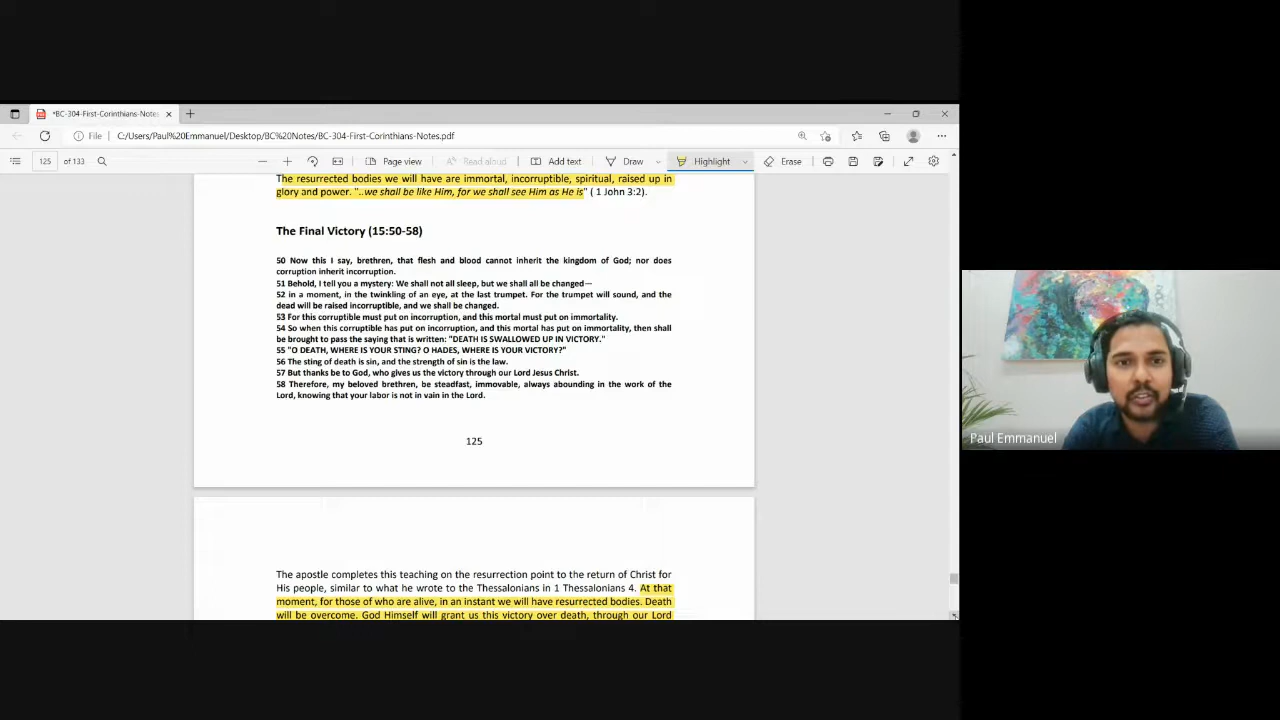 *BC-304-First-Corinthians-Notes
File
C:/Users/Paul%20Emmanuel/Desktop/BC%20Notes/BC-304-First-Corinthians-Notes.pdf
125 of 133
Page view
Read aloud
Add text
Draw
Highlight
Erase
The resurrected bodies we will have are immortal, incorruptible, spiritual, raised up in
glory and power. "..we shall be like Him, for we shall see Him as He is" ( 1 John 3:2).
The Final Victory (15:50-58)
50 Now this I say, brethren, that flesh and blood cannot inherit the kingdom of God; nor does
corruption inherit incorruption.
51 Behold, I tell you a mystery: We shall not all sleep, but we shall all be changed—
52 in a moment, in the twinkling of an eye, at the last trumpet. For the trumpet will sound, and the
dead will be raised incorruptible, and we shall be changed.
53 For this corruptible must put on incorruption, and this mortal must put on immortality.
54 So when this corruptible has put on incorruption, and this mortal has put on immortality, then shall
be brought to pass the saying that is written: "DEATH IS SWALLOWED UP IN VICTORY."
55 "O DEATH, WHERE IS YOUR STING? O HADES, WHERE IS YOUR VICTORY?"
56 The sting of death is sin, and the strength of sin is the law.
57 But thanks be to God, who gives us the victory through our Lord Jesus Christ.
58 Therefore, my beloved brethren, be steadfast, immovable, always abounding in the work of the
Lord, knowing that your labor is not in vain in the Lord.
125
The apostle completes this teaching on the resurrection point to the return of Christ for
His people, similar to what he wrote to the Thessalonians in 1 Thessalonians 4. At that
moment, for those of who are alive, in an instant we will have resurrected bodies. Death
will be overcome. God Himself will grant us this victory over death, through our Lord
Paul Emmanuel